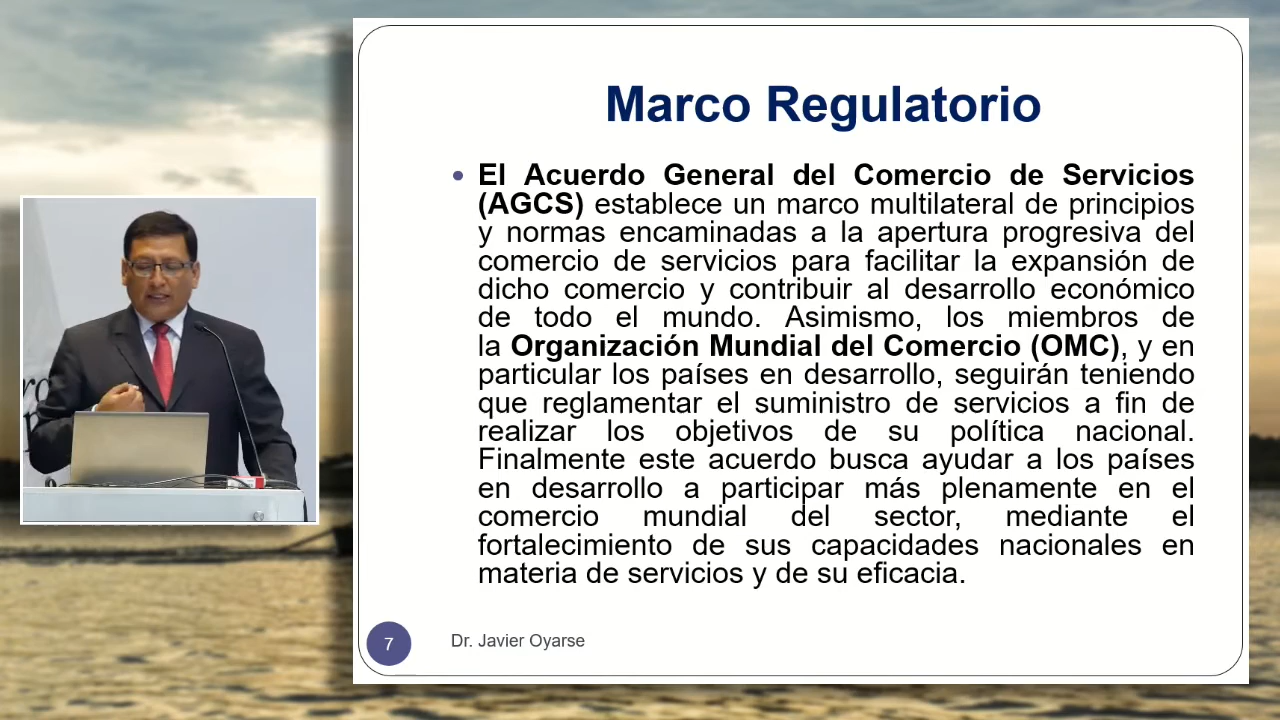 Marco Regulatorio
• El Acuerdo General del Comercio de Servicios
(AGCS) establece un marco multilateral de principios
y normas encaminadas a la apertura progresiva del
comercio de servicios para facilitar la expansión de
dicho comercio y contribuir al desarrollo económico
de todo el mundo. Asimismo, los miembros de
la Organización Mundial del Comercio (OMC), y en
particular los países en desarrollo, seguirán teniendo
que reglamentar el suministro de servicios a fin de
realizar los objetivos de su política nacional.
Finalmente este acuerdo busca ayudar a los países
en desarrollo a participar más plenamente en el
comercio mundial del sector, mediante el
fortalecimiento de sus capacidades nacionales en
materia de servicios y de su eficacia.
7
Dr. Javier Oyarse